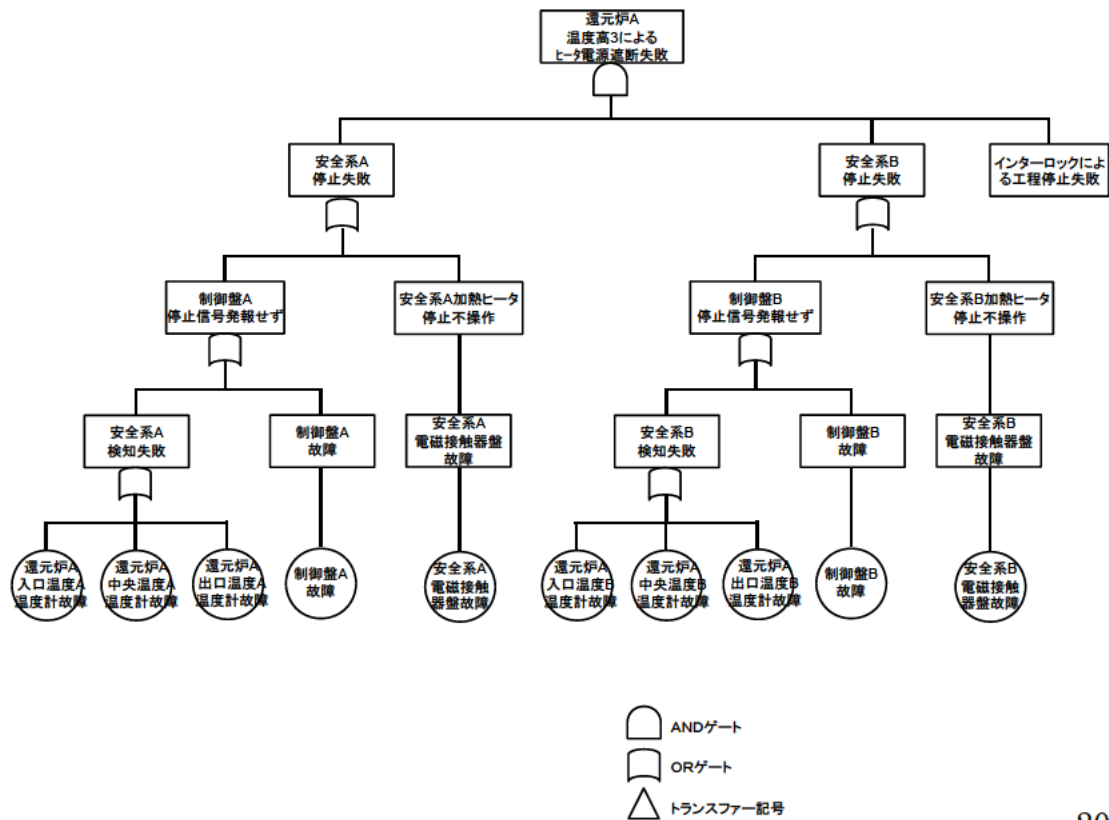 還元炉A
温度高3による
ヒータ電源遮断失敗
安全系A
停止失敗
安全系B
停止失敗
インターロックによ
る工程停止失敗
制御盤A
停止信号発報せず
安全系A加熱ヒータ
停止不操作
制御盤B
停止信号発報せず
安全系B加熱ヒータ
停止不操作
安全系A
検知失敗
制御盤A
故障
安全系A
電磁接触器盤
故障
安全系B
検知失敗
制御盤B
故障
安全系B
電磁接触器盤
故障
還元炉A
入口温度A
温度計故障
還元炉A
中央温度A
温度計故障
還元炉A
出口温度A
温度計故障
制御盤A
故障
安全系A
電磁接触
器盤故障
還元炉A
入口温度B
温度計故障
還元炉A
中央温度B
温度計故障
還元炉A
出口温度B
温度計故障
制御盤B
故障
安全系B
電磁接触
器盤故障
ANDゲート
ORゲート
トランスファー記号